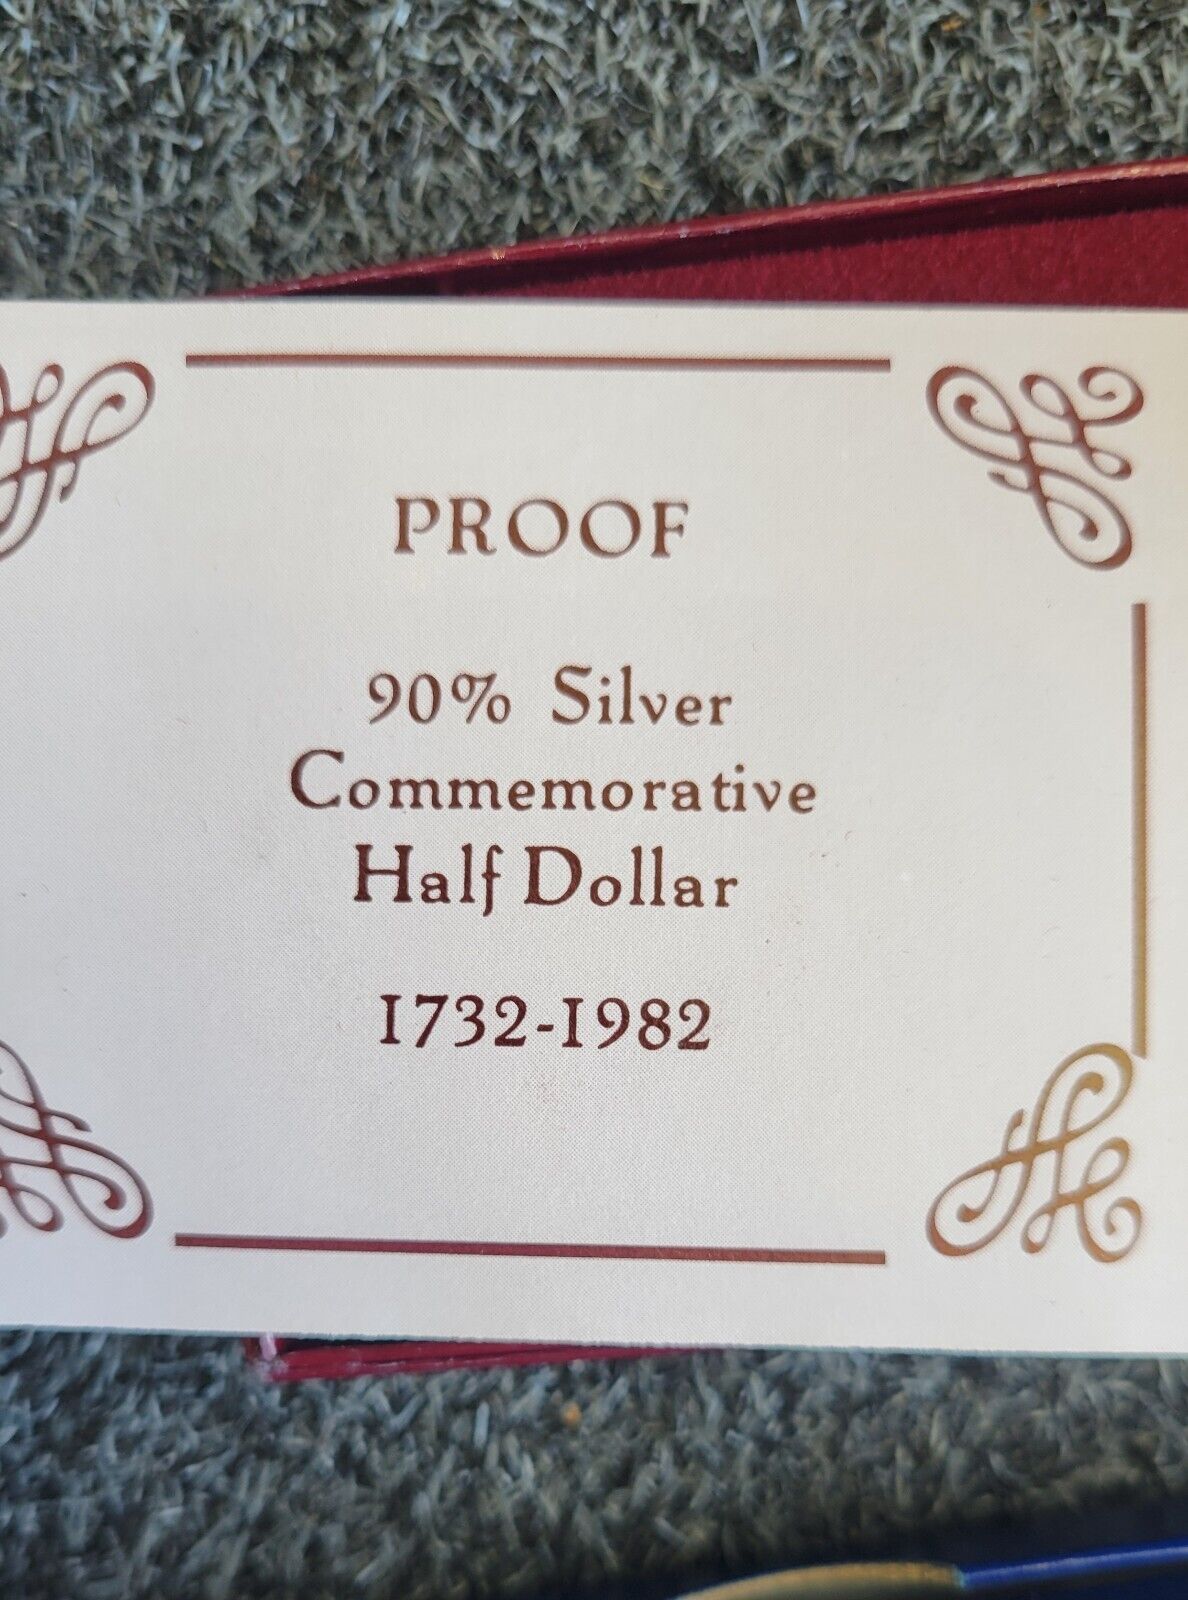 PROOF
90% Silver
Commemorative
Half Dollar
1732-1982